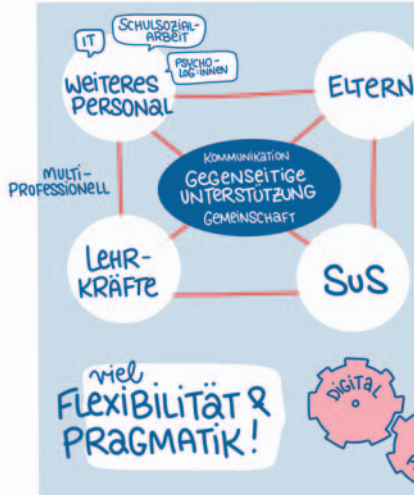 IT
SCHULSOZIAL-
ARBEIT
PSYCHO-
LOG:INNEN
WEITERES
PERSONAL
ELTERN
MULTI-
PROFESSIONELL
KOMMUNIKATION
GEGENSEITIGE
UNTERSTÜTZUNG
GEMEINSCHAFT
LEHR-
KRÄFTE
SuS
viel
FLEXIBILITÄT &
PRAGMATIK!
DIGITAL